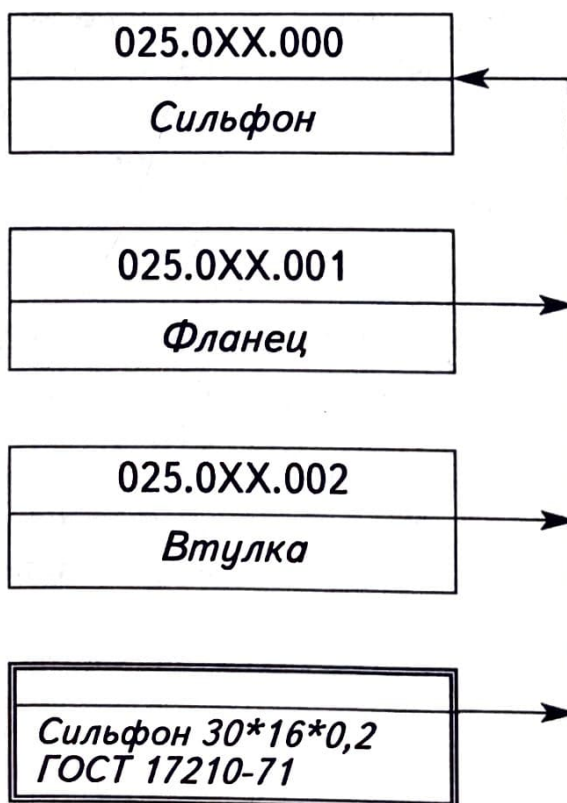 025.0XX.000
Сильфон
025.0XX.001
Фланец
025.0XX.002
Втулка
Сильфон 30*16*0,2
ГОСТ 17210-71